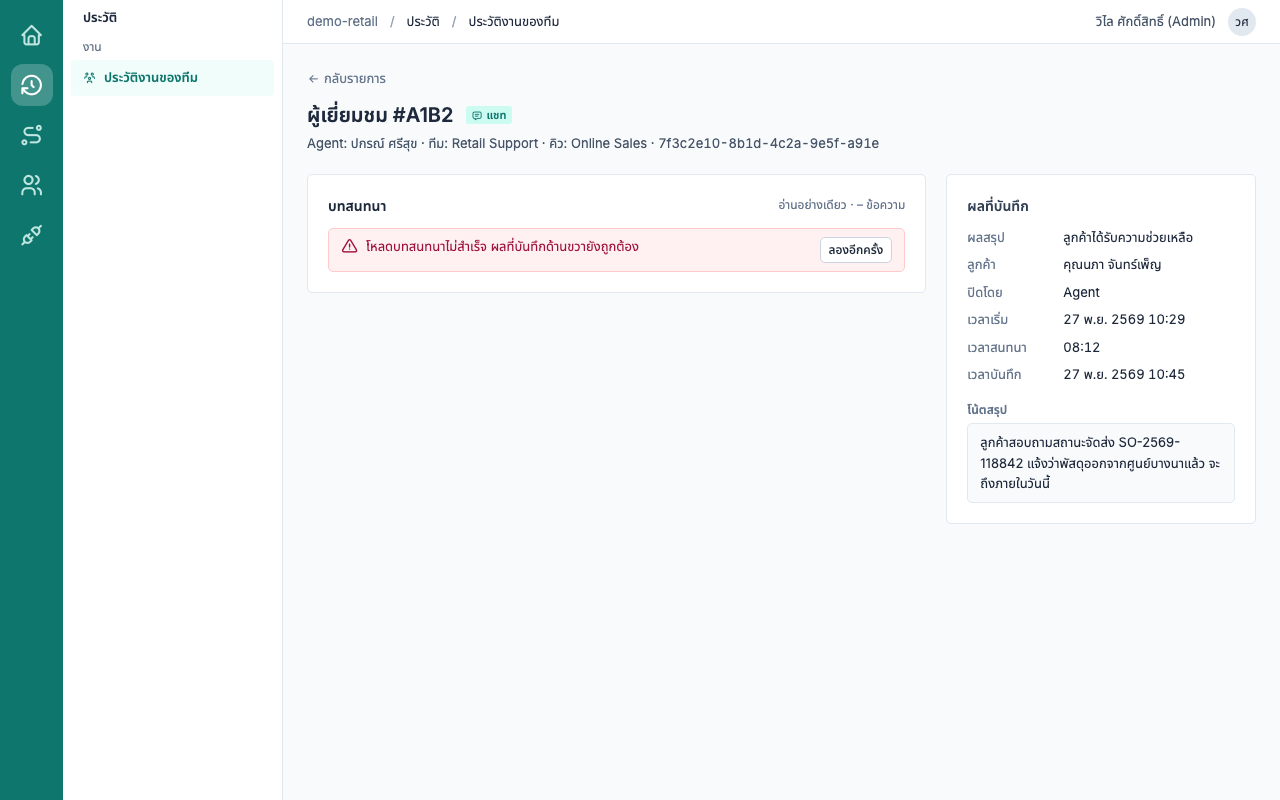 ประวัติ
งาน
ประวัติงานของทีม
demo-retail / ประวัติ / ประวัติงานของทีม
วิไล ศักดิ์สิทธิ์ (Admin) วศ
← กลับรายการ
ผู้เยี่ยมชม #A1B2 แชท
Agent: ปกรณ์ ศรีสุข · ทีม: Retail Support · คิว: Online Sales · 7f3c2e10-8b1d-4c2a-9e5f-a91e
บทสนทนา
อ่านอย่างเดียว · – ข้อความ
โหลดบทสนทนาไม่สำเร็จ ผลที่บันทึกด้านขวายังถูกต้อง
ลองอีกครั้ง
ผลที่บันทึก
ผลสรุป ลูกค้าได้รับความช่วยเหลือ
ลูกค้า คุณนภา จันทร์เพ็ญ
ปิดโดย Agent
เวลาเริ่ม 27 พ.ย. 2569 10:29
เวลาสนทนา 08:12
เวลาบันทึก 27 พ.ย. 2569 10:45
โน้ตสรุป
ลูกค้าสอบถามสถานะจัดส่ง SO-2569-
118842 แจ้งว่าพัสดุออกจากศูนย์บางนาแล้ว จะ
ถึงภายในวันนี้